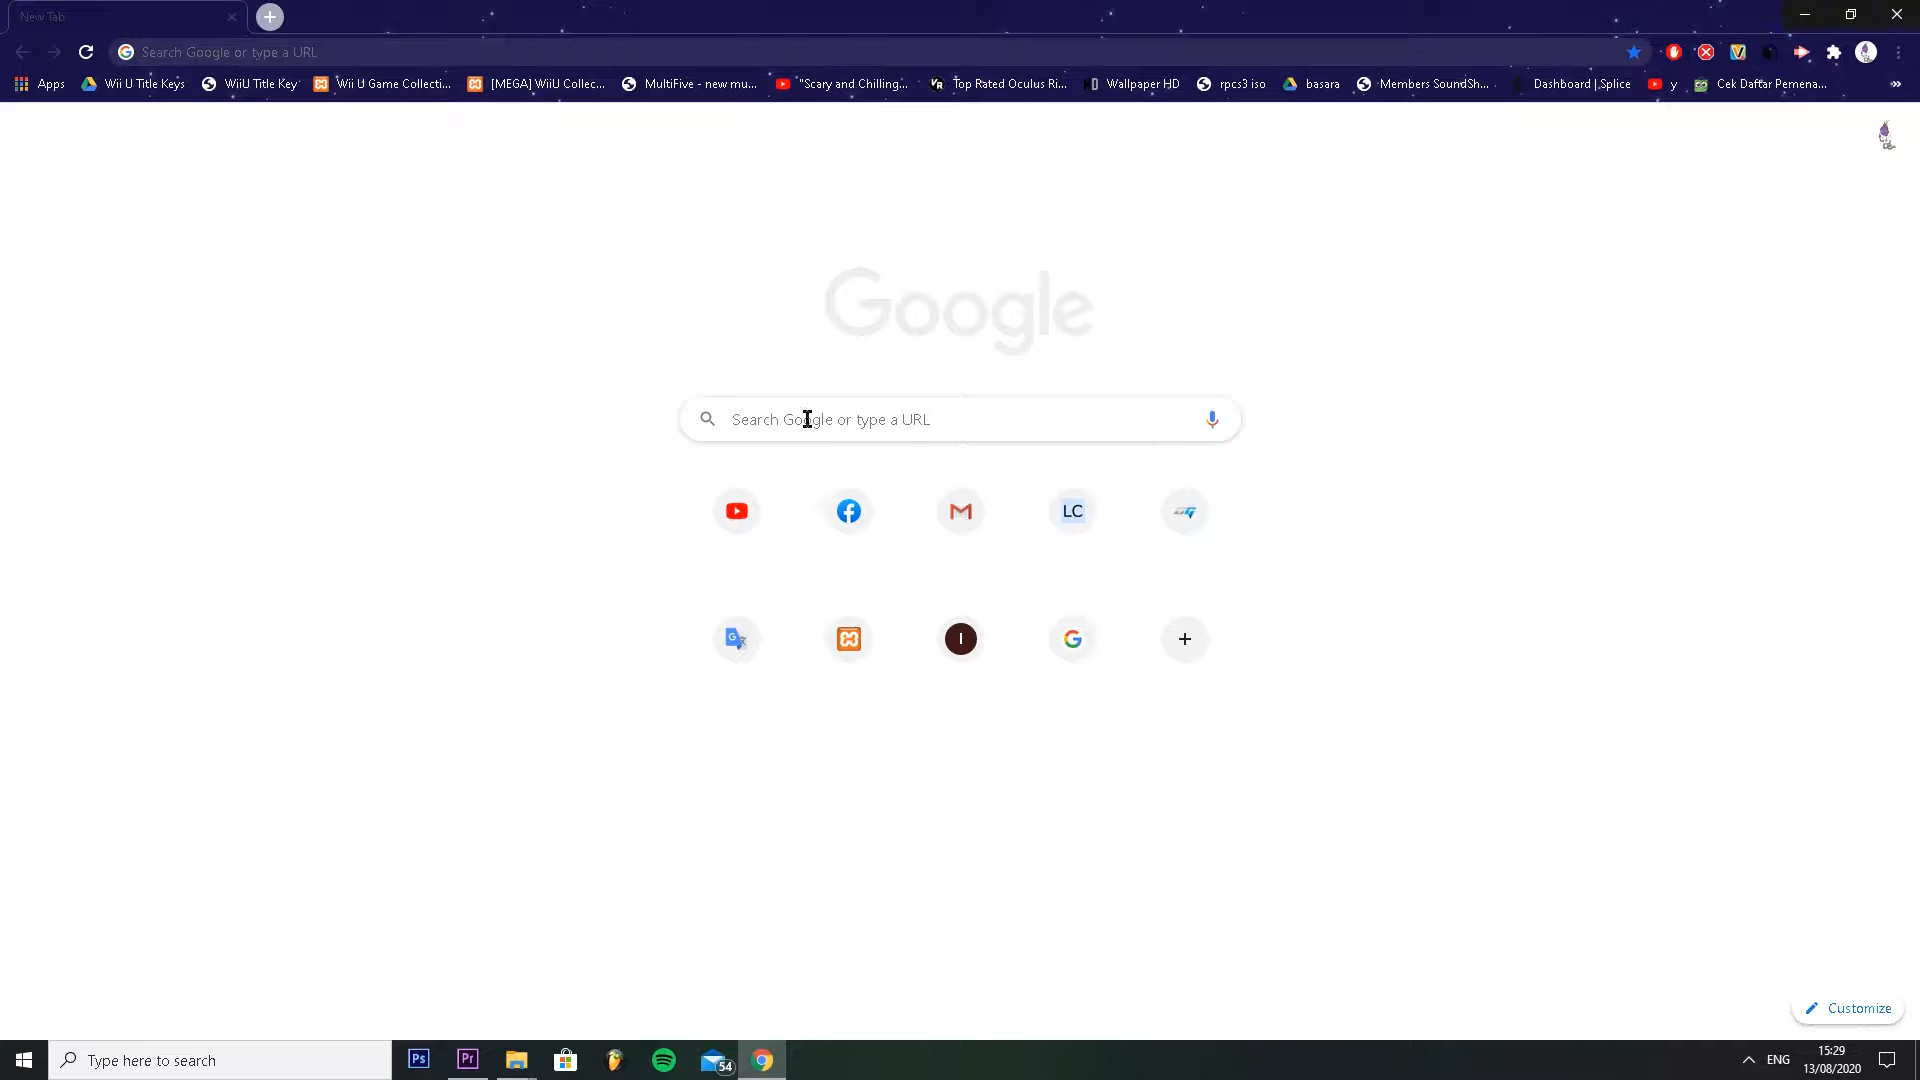 New Tab
Search Google or type a URL
Apps
Wii U Title Keys
WiiU Title Key
Wii U Game Collecti...
[MEGA] WiiU Collec...
MultiFive - new mu...
"Scary and Chilling...
Top Rated Oculus Ri...
Wallpaper HD
rpcs3 iso
basara
Members SoundSh...
Dashboard | Splice
y
Cek Daftar Pemena...
»
Google
Search Google or type a URL
LC
I
Customize
Type here to search
Ps
Pr
54
ENG
15:29
13/08/2020